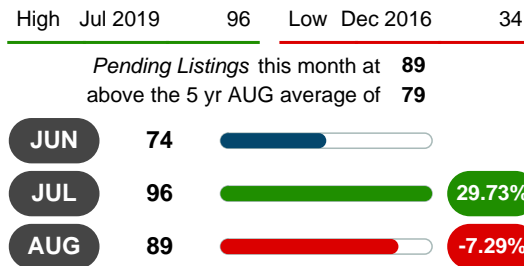 High Jul 2019 96 Low Dec 2016 34
Pending Listings this month at 89
above the 5 yr AUG average of 79
JUN 74
JUL 96 29.73%
AUG 89 -7.29%